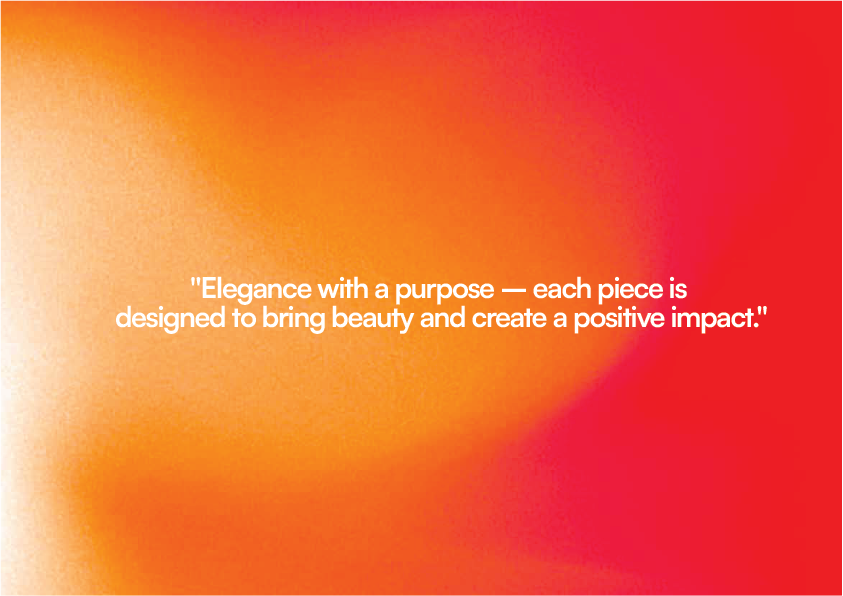 "Elegance with a purpose — each piece is
designed to bring beauty and create a positive impact."